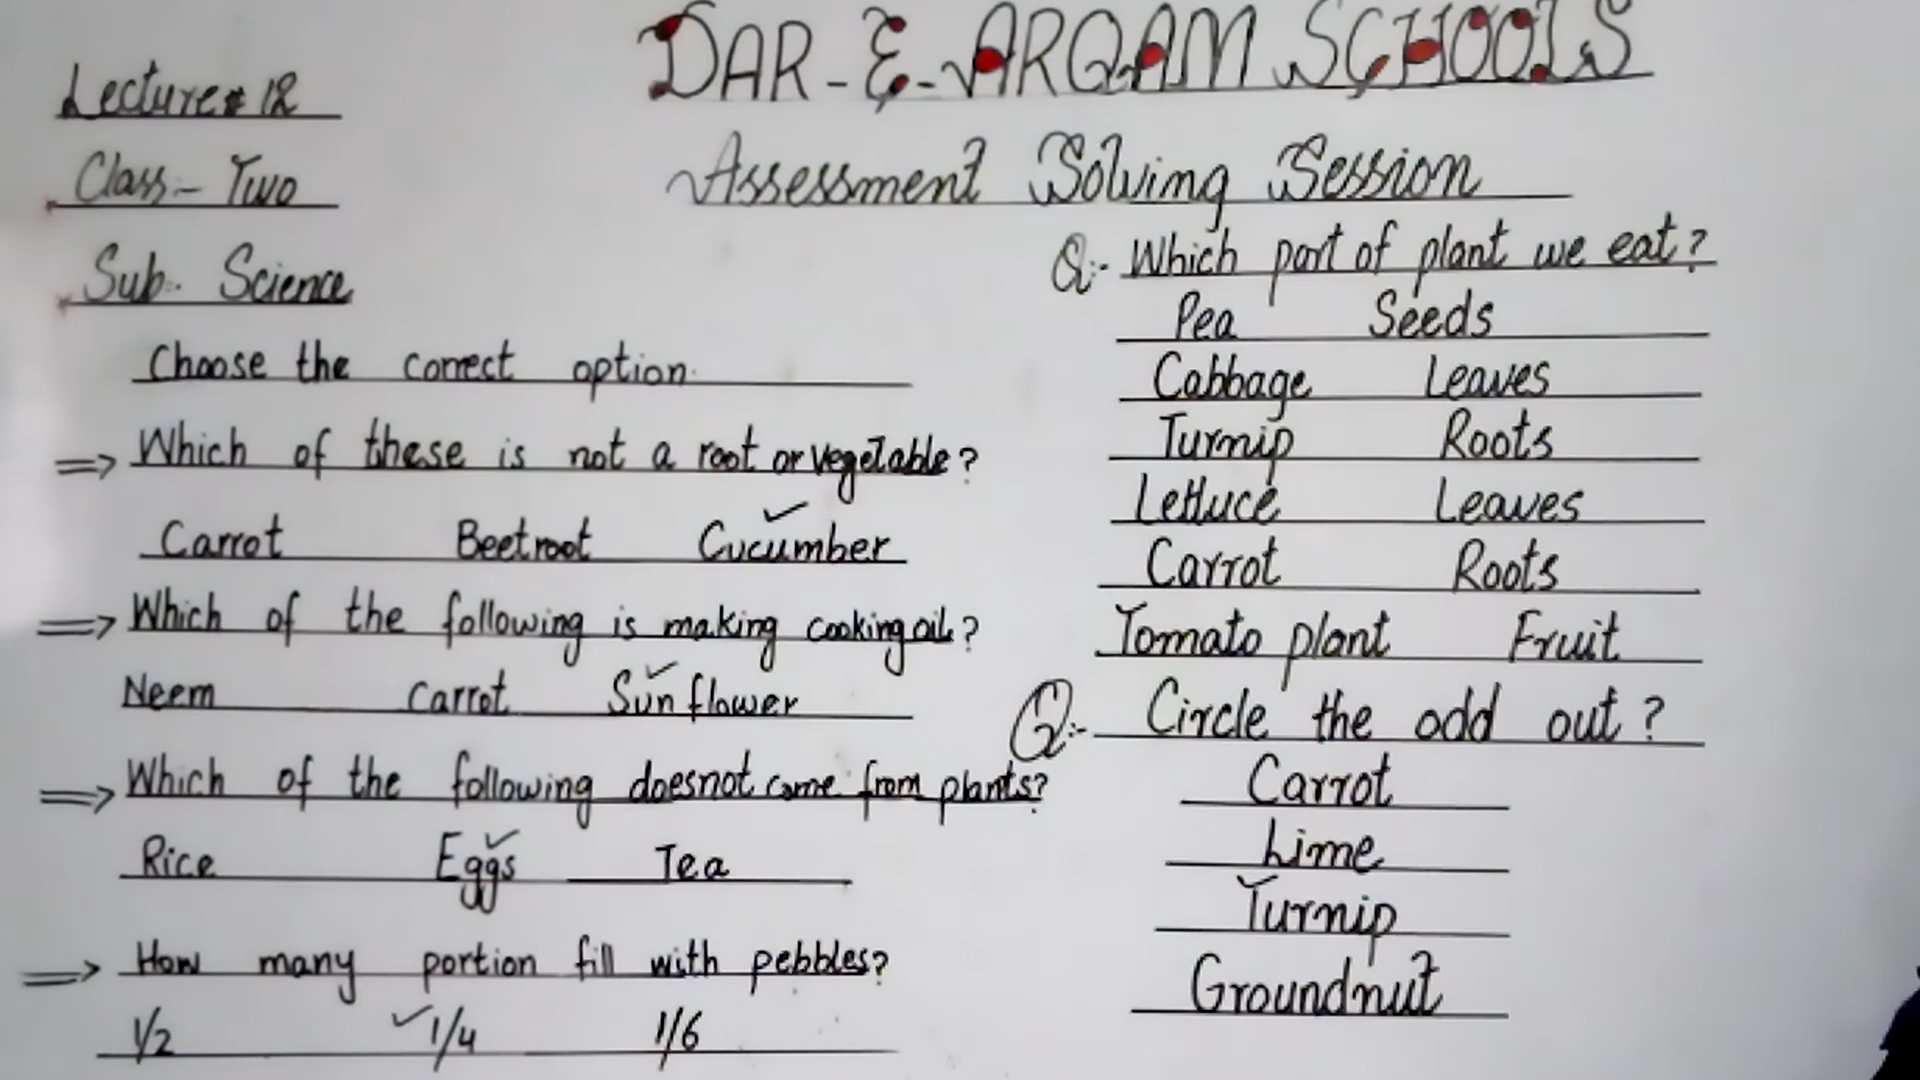 DAR-E-ARQAM SCHOOLS
Assessment Solving Session
Lecture# 12
Class- Two
Sub. Science
Choose the correct option.
⇒ Which of these is not a root or vegetable?
Carrot Beetroot Cucumber ✓
⇒ Which of the following is making cooking oil?
Neem Carrot Sunflower ✓
⇒ Which of the following doesnot come from plants?
Rice Eggs ✓ Tea
⇒ How many portion fill with pebbles?
1/2 ✓ 1/4 1/6
Q:- Which part of plant we eat?
Pea Seeds
Cabbage Leaves
Turnip Roots
Lettuce Leaves
Carrot Roots
Tomato plant Fruit
Q:- Circle the odd out?
Carrot
Lime
Turnip
Groundnut